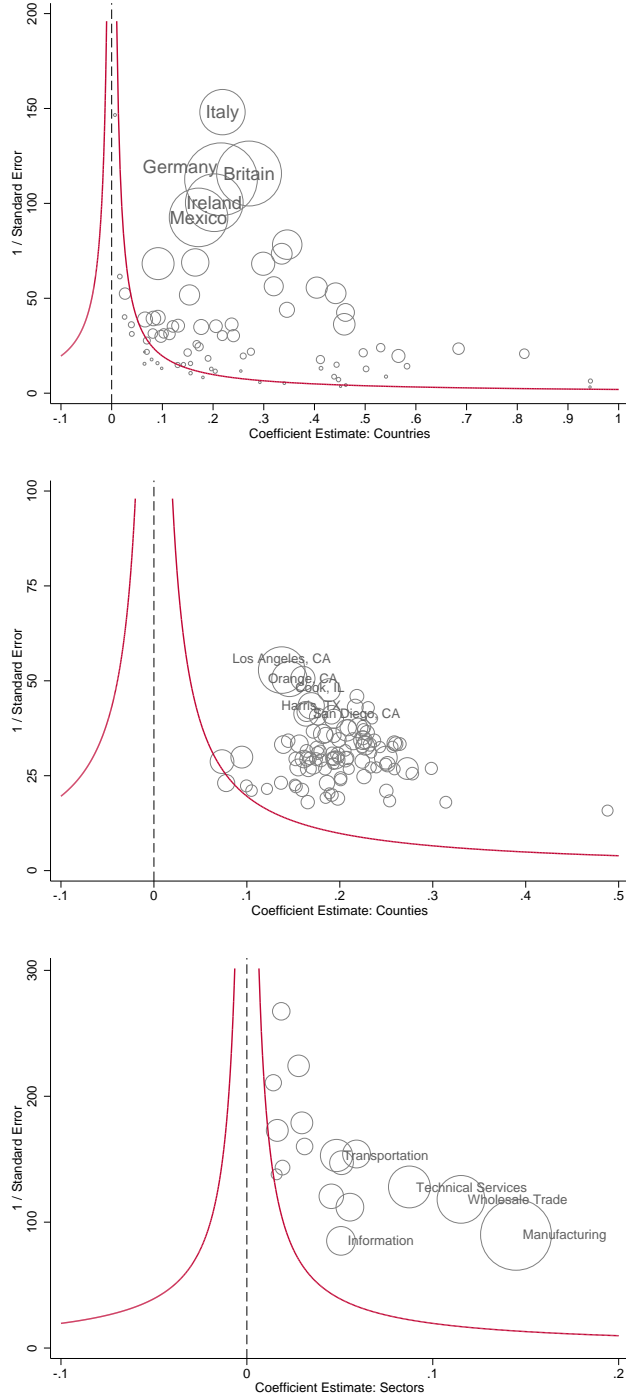 200
150
100
50
0
1 / Standard Error
Italy
Germany
Britain
Ireland
Mexico
-.1 0 .1 .2 .3 .4 .5 .6 .7 .8 .9 1
Coefficient Estimate: Countries
100
75
50
25
0
1 / Standard Error
Los Angeles, CA
Orange, CA
Cook, IL
Harris, TX
San Diego, CA
-.1 0 .1 .2 .3 .4 .5
Coefficient Estimate: Counties
300
200
100
0
1 / Standard Error
Transportation
Technical Services
Wholesale Trade
Manufacturing
Information
-.1 0 .1 .2
Coefficient Estimate: Sectors